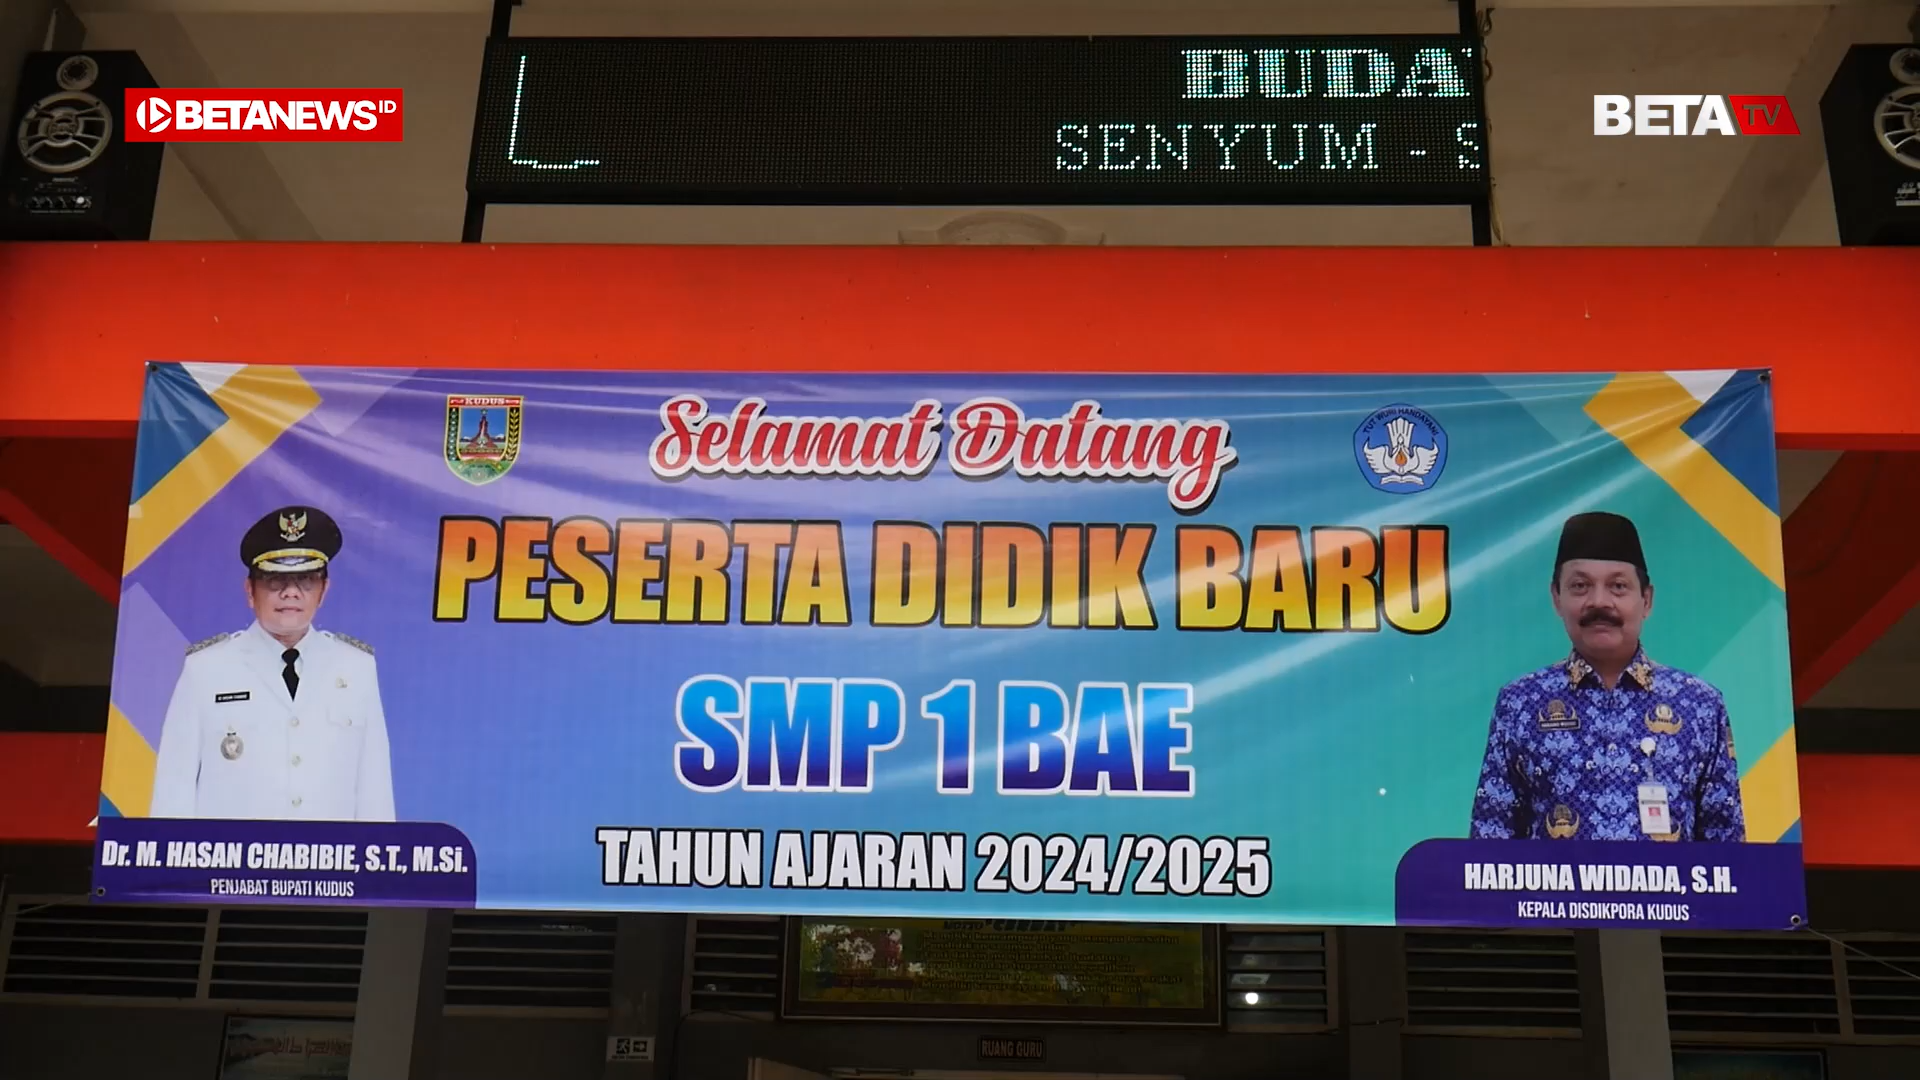 BETANEWS ID
BETA TV
BUDA
SENYUM - S
KUDUS
Selamat Datang
TUT WURI HANDAYANI
PESERTA DIDIK BARU
SMP 1 BAE
TAHUN AJARAN 2024/2025
Dr. M. HASAN CHABIBIE, S.T., M.Si.
PENJABAT BUPATI KUDUS
HARJUNA WIDADA, S.H.
KEPALA DISDIKPORA KUDUS
RUANG GURU